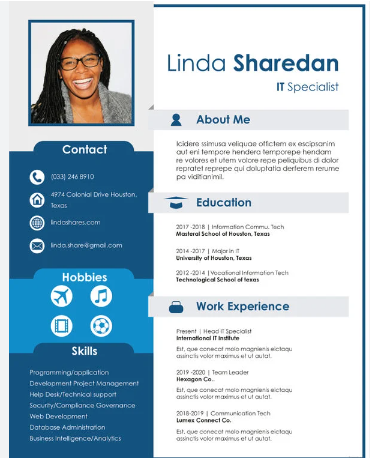 Linda Sharedan
IT Specialist
Contact
(033) 246 8910
4974 Colonial Drive Houston,
Texas
lindashares.com
linda.share@gmail.com
Hobbies
Skills
Programming/application
Development Project Management
Help Desk/Technical support
Security/Compliance Governance
Web Development
Database Administration
Business Intelligence/Analytics
About Me
Icidere ssimusa veliquae offictem ex escipsanim
aut eni tempore hendera temporepe hendam
re volores et utem volore repe peliquibus di dolor
repratet reprepe qui doluptatia derferem rerume
pa viditianimil.
Education
2017 -2018 | Information Commu. Tech
Masteral School of Houston, Texas
2014 -2017 | Major in IT
University of Houston, Texas
2012 -2014 |Vocational Information Tech
Technological School of texas
Work Experience
Present | Head IT Specialist
International IT Institute
Est, que conecat molo magnienis eictaqu
assinctis volor maximus et ut autat.
2019 -2020 | Team Leader
Hexagon Co.
Est, que conecat molo magnienis eictaqu
assinctis volor maximus et ut autat.
2018-2019 | Communication Tech
Lumex Connect Co.
Est, que conecat molo magnienis eictaqu
assinctis volor maximus et ut autat.